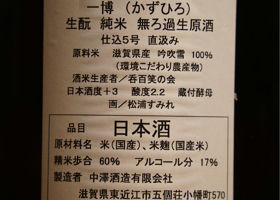 一博 （かずひろ）
生酛 純米 無ろ過生原酒
仕込5号 直汲み
原料米 滋賀県産 吟吹雪 100%
（環境こだわり農産物）
酒米生産者／呑百笑の会
日本酒度＋3 酸度2.2 蔵付酵母
画／松浦すみれ
品目 日本酒
原材料名 米（国産）、米麹（国産米）
精米歩合 60% アルコール分 17%
製造者 中澤酒造有限会社
滋賀県東近江市五個荘小幡町570